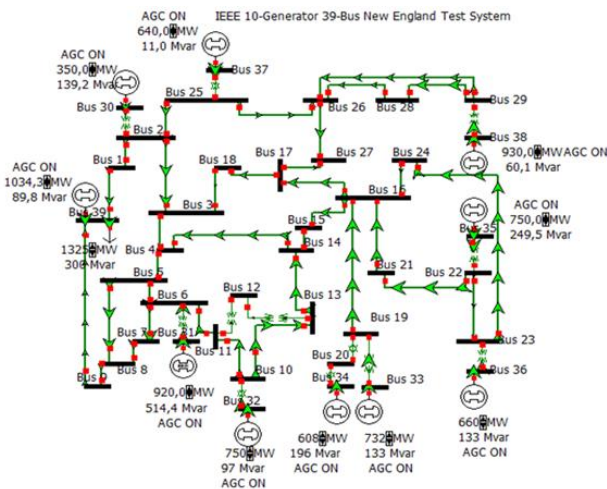 IEEE 10-Generator 39-Bus New England Test System
AGC ON
640,0 MW
11,0 Mvar
AGC ON
350,0 MW
139,2 Mvar
Bus 37
Bus 25
Bus 30
Bus 2
Bus 26
Bus 28
Bus 29
Bus 38
930,0 MW AGC ON
60,1 Mvar
Bus 1
Bus 18
Bus 17
Bus 27
Bus 24
AGC ON
1034,3 MW
89,8 Mvar
Bus 39
Bus 3
Bus 16
AGC ON
750,0 MW
249,5 Mvar
Bus 35
1325 MW
300 Mvar
Bus 4
Bus 15
Bus 14
Bus 5
Bus 21
Bus 22
Bus 6
Bus 12
Bus 13
Bus 19
Bus 7
Bus 31
Bus 11
Bus 23
Bus 8
Bus 9
Bus 10
Bus 20
Bus 34
Bus 33
Bus 36
920,0 MW
514,4 Mvar
AGC ON
Bus 32
750 MW
97 Mvar
AGC ON
608 MW
196 Mvar
AGC ON
732 MW
133 Mvar
AGC ON
660 MW
133 Mvar
AGC ON